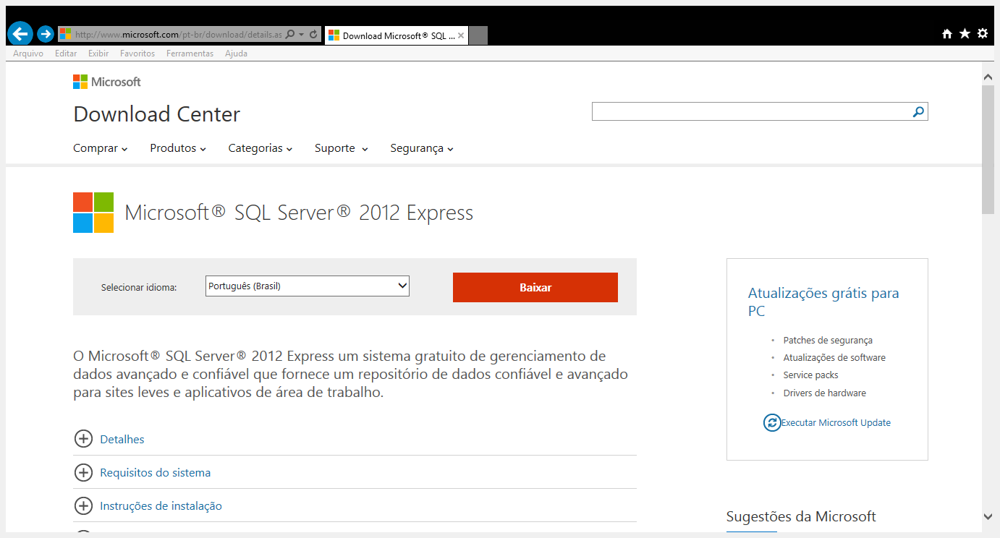 http://www.microsoft.com/pt-br/download/details.as
Download Microsoft® SQL ...
Arquivo Editar Exibir Favoritos Ferramentas Ajuda
Microsoft
Download Center
Comprar Produtos Categorias Suporte Segurança
Microsoft® SQL Server® 2012 Express
Selecionar idioma: Português (Brasil) Baixar
O Microsoft® SQL Server® 2012 Express um sistema gratuito de gerenciamento de
dados avançado e confiável que fornece um repositório de dados confiável e avançado
para sites leves e aplicativos de área de trabalho.
Detalhes
Requisitos do sistema
Instruções de instalação
Atualizações grátis para
PC
Patches de segurança
Atualizações de software
Service packs
Drivers de hardware
Executar Microsoft Update
Sugestões da Microsoft